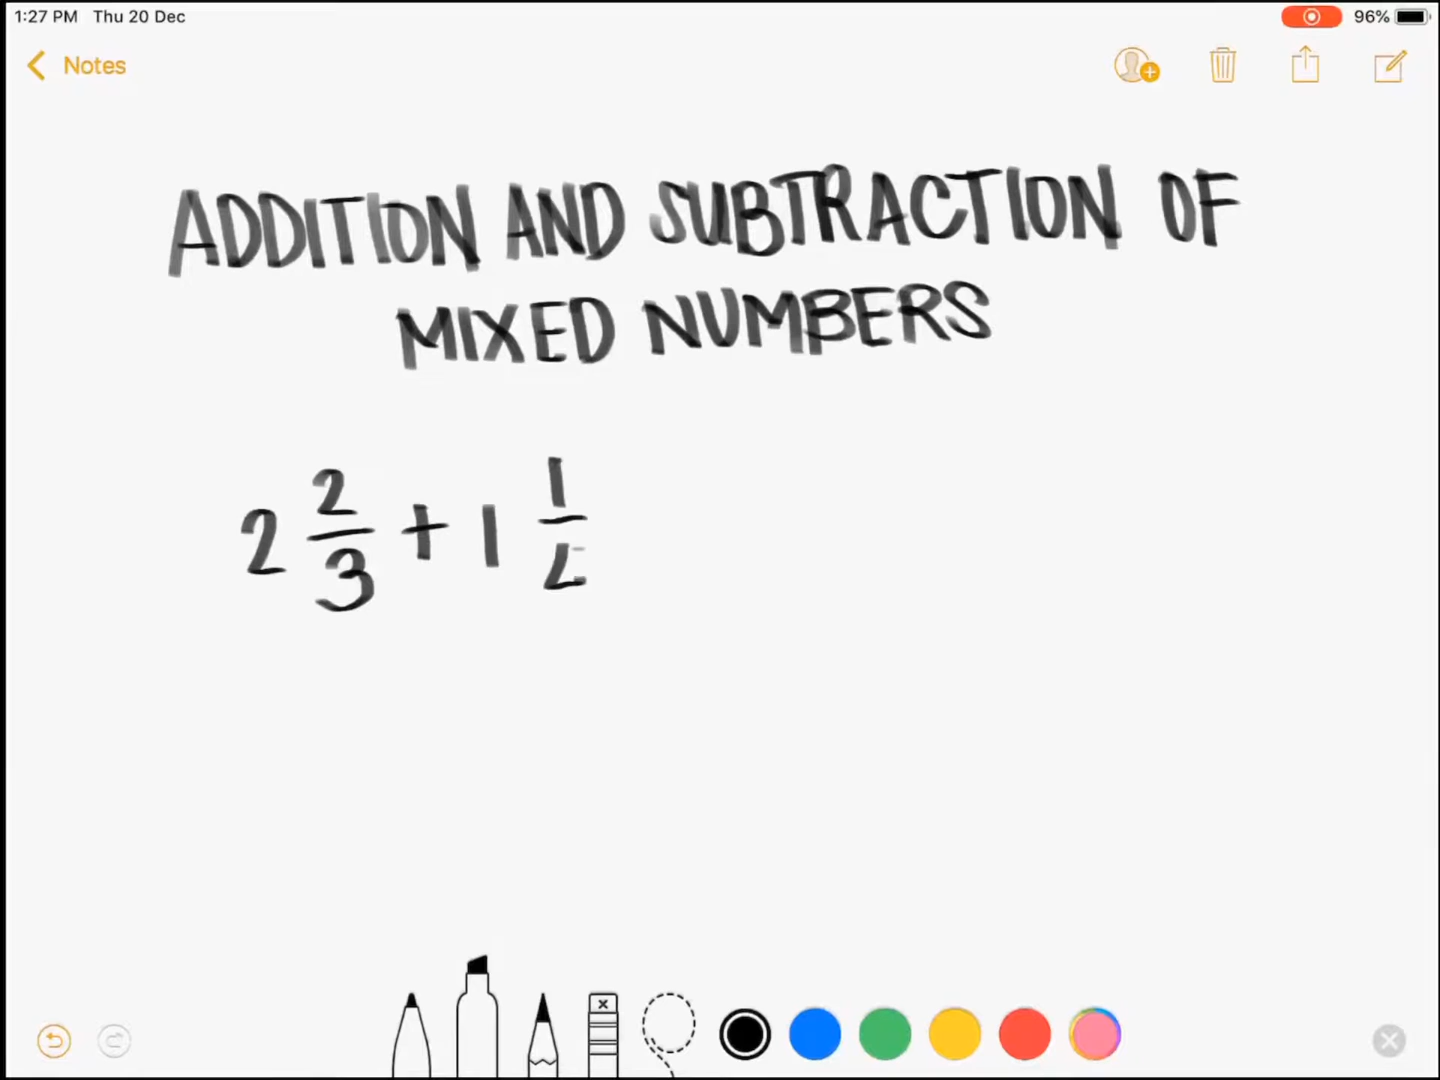 1:27 PM Thu 20 Dec
96%
Notes
ADDITION AND SUBTRACTION OF
MIXED NUMBERS
2 2/3 + 1 1/